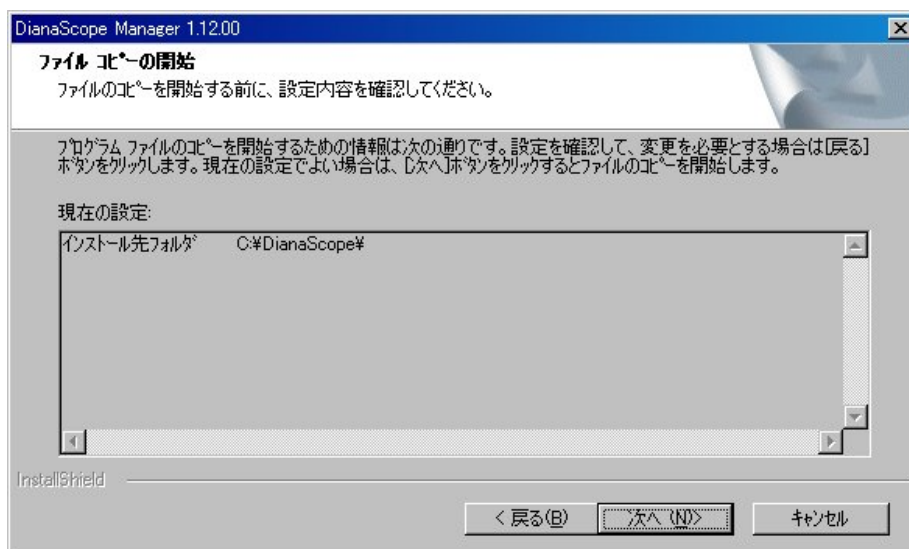 DianaScope Manager 1.12.00
ファイル コピーの開始
ファイルのコピーを開始する前に、設定内容を確認してください。
プログラム ファイルのコピーを開始するための情報は次の通りです。設定を確認して、変更を必要とする場合は[戻る]
ボタンをクリックします。現在の設定でよい場合は、[次へ]ボタンをクリックするとファイルのコピーを開始します。
現在の設定:
インストール先フォルダ C:¥DianaScope¥
InstallShield
< 戻る(B)
次へ (N)>
キャンセル